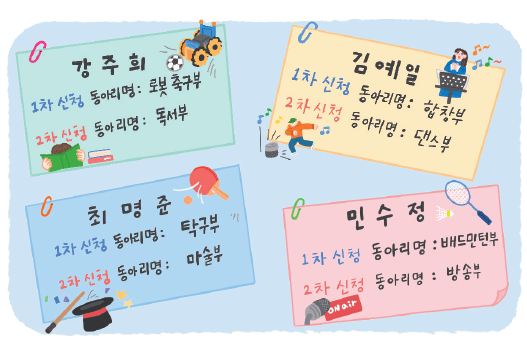 강주희
1차 신청 동아리명: 로봇 축구부
2차 신청 동아리명: 독서부
김예일
1차 신청 동아리명: 합창부
2차 신청 동아리명: 댄스부
최명준
1차 신청 동아리명: 탁구부
2차 신청 동아리명: 마술부
민수정
1차 신청 동아리명: 배드민턴부
2차 신청 동아리명: 방송부
ON air